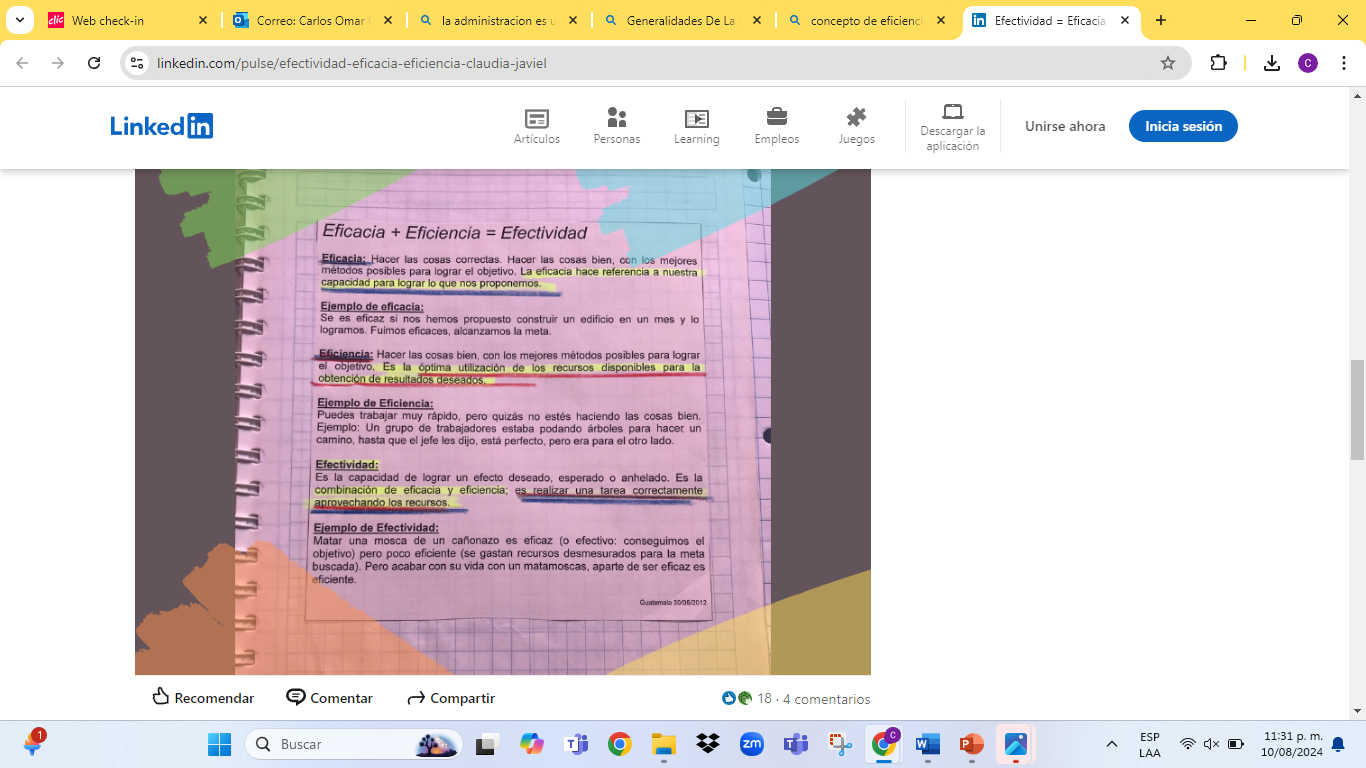 Web check-in
Correo: Carlos Omar
la administracion es u
Generalidades De La
concepto de eficienci
Efectividad = Eficacia
linkedin.com/pulse/efectividad-eficacia-eficiencia-claudia-javiel
C
LinkedIn
Artículos
Personas
Learning
Empleos
Juegos
Descargar la
aplicación
Unirse ahora
Inicia sesión
Eficacia + Eficiencia = Efectividad
Eficacia: Hacer las cosas correctas. Hacer las cosas bien, con los mejores
métodos posibles para lograr el objetivo. La eficacia hace referencia a nuestra
capacidad para lograr lo que nos proponemos.
Ejemplo de eficacia:
Se es eficaz si nos hemos propuesto construir un edificio en un mes y lo
logramos. Fuimos eficaces, alcanzamos la meta.
Eficiencia: Hacer las cosas bien, con los mejores métodos posibles para lograr
el objetivo. Es la óptima utilización de los recursos disponibles para la
obtención de resultados deseados.
Ejemplo de Eficiencia:
Puedes trabajar muy rápido, pero quizás no estés haciendo las cosas bien.
Ejemplo: Un grupo de trabajadores estaba podando árboles para hacer un
camino, hasta que el jefe les dijo, está perfecto, pero era para el otro lado.
Efectividad:
Es la capacidad de lograr un efecto deseado, esperado o anhelado. Es la
combinación de eficacia y eficiencia; es realizar una tarea correctamente
aprovechando los recursos.
Ejemplo de Efectividad:
Matar una mosca de un cañonazo es eficaz (o efectivo: conseguimos el
objetivo) pero poco eficiente (se gastan recursos desmesurados para la meta
buscada). Pero acabar con su vida con un matamoscas, aparte de ser eficaz es
eficiente.
Guatemala 30/05/2012
Recomendar
Comentar
Compartir
18 · 4 comentarios
1
Buscar
zm
C
ESP
LAA
11:31 p. m.
10/08/2024